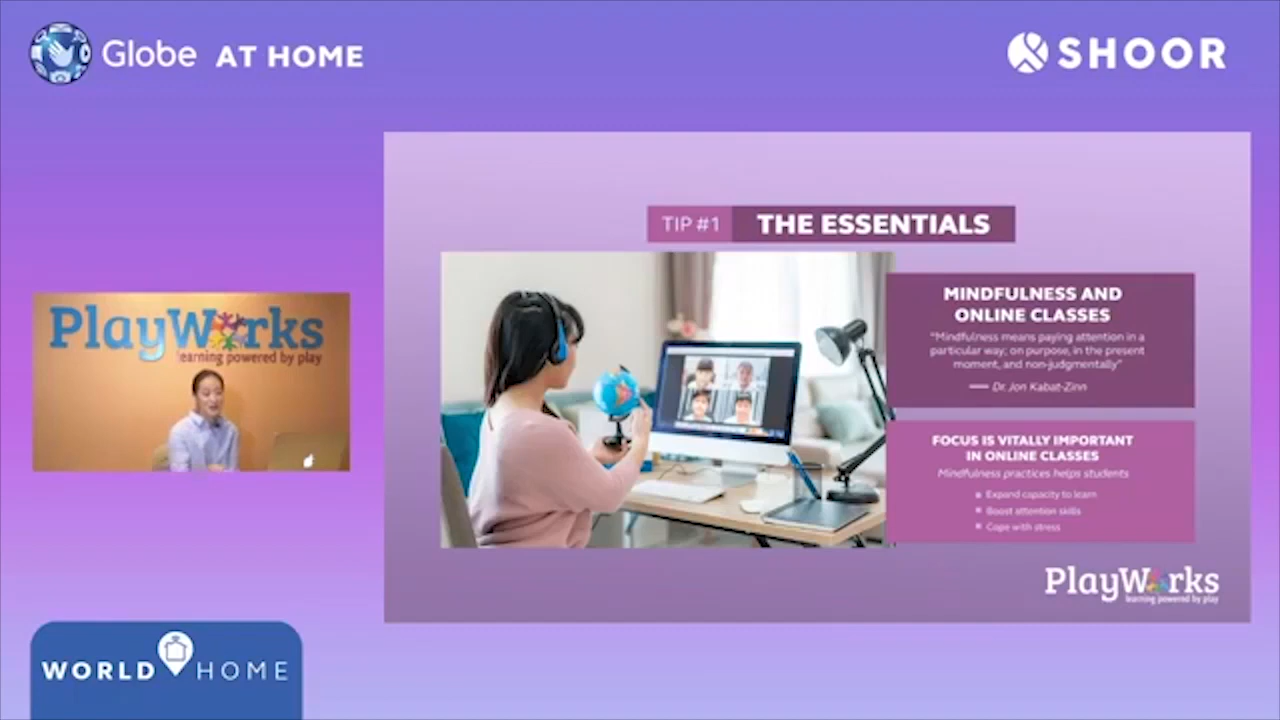 Globe AT HOME
SHOOR
TIP #1 THE ESSENTIALS
MINDFULNESS AND
ONLINE CLASSES
"Mindfulness means paying attention in a
particular way; on purpose, in the present
moment, and non-judgmentally"
— Dr. Jon Kabat-Zinn
PlayWorks
learning powered by play
FOCUS IS VITALLY IMPORTANT
IN ONLINE CLASSES
Mindfulness practices helps students
Expand capacity to learn
Boost attention skills
Cope with stress
PlayWorks
learning powered by play
WORLD HOME